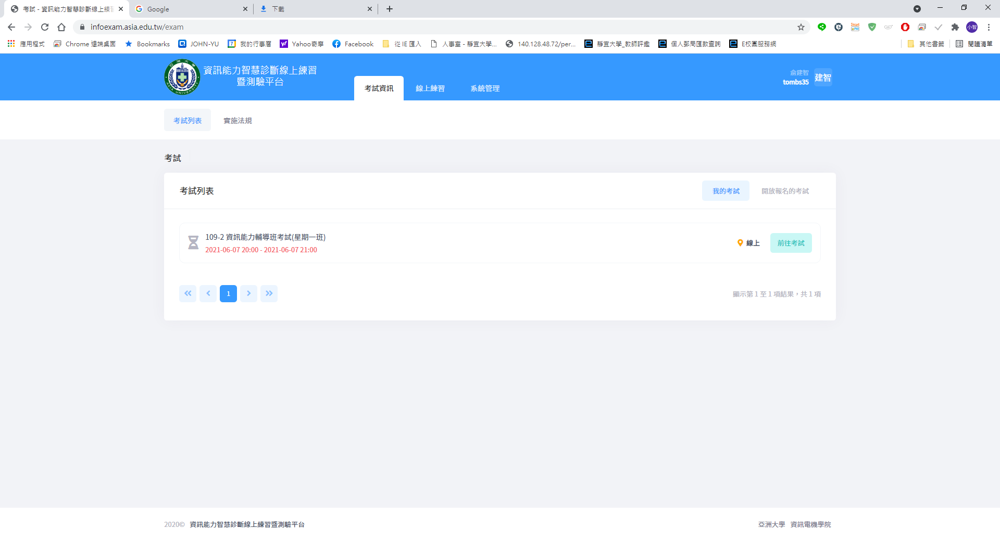 考試 - 資訊能力智慧診斷線上練習
Google
下載
infoexam.asia.edu.tw/exam
小智
應用程式
Chrome 遠端桌面
Bookmarks
JOHN-YU
我的行事曆
Yahoo奇摩
Facebook
從 IE 匯入
人事室 - 靜宜大學...
140.128.48.72/per...
靜宜大學_教師評鑑
個人郵局匯款查詢
E校園服務網
其他書籤
閱讀清單
資訊能力智慧診斷線上練習
暨測驗平台
考試資訊
線上練習
系統管理
俞建智
tombs35
建智
考試列表
實施法規
考試
考試列表
我的考試
開放報名的考試
109-2 資訊能力輔導班考試(星期一班)
2021-06-07 20:00 - 2021-06-07 21:00
線上
前往考試
1
顯示第 1 至 1 項結果，共 1 項
2020© 資訊能力智慧診斷線上練習暨測驗平台
亞洲大學 資訊電機學院